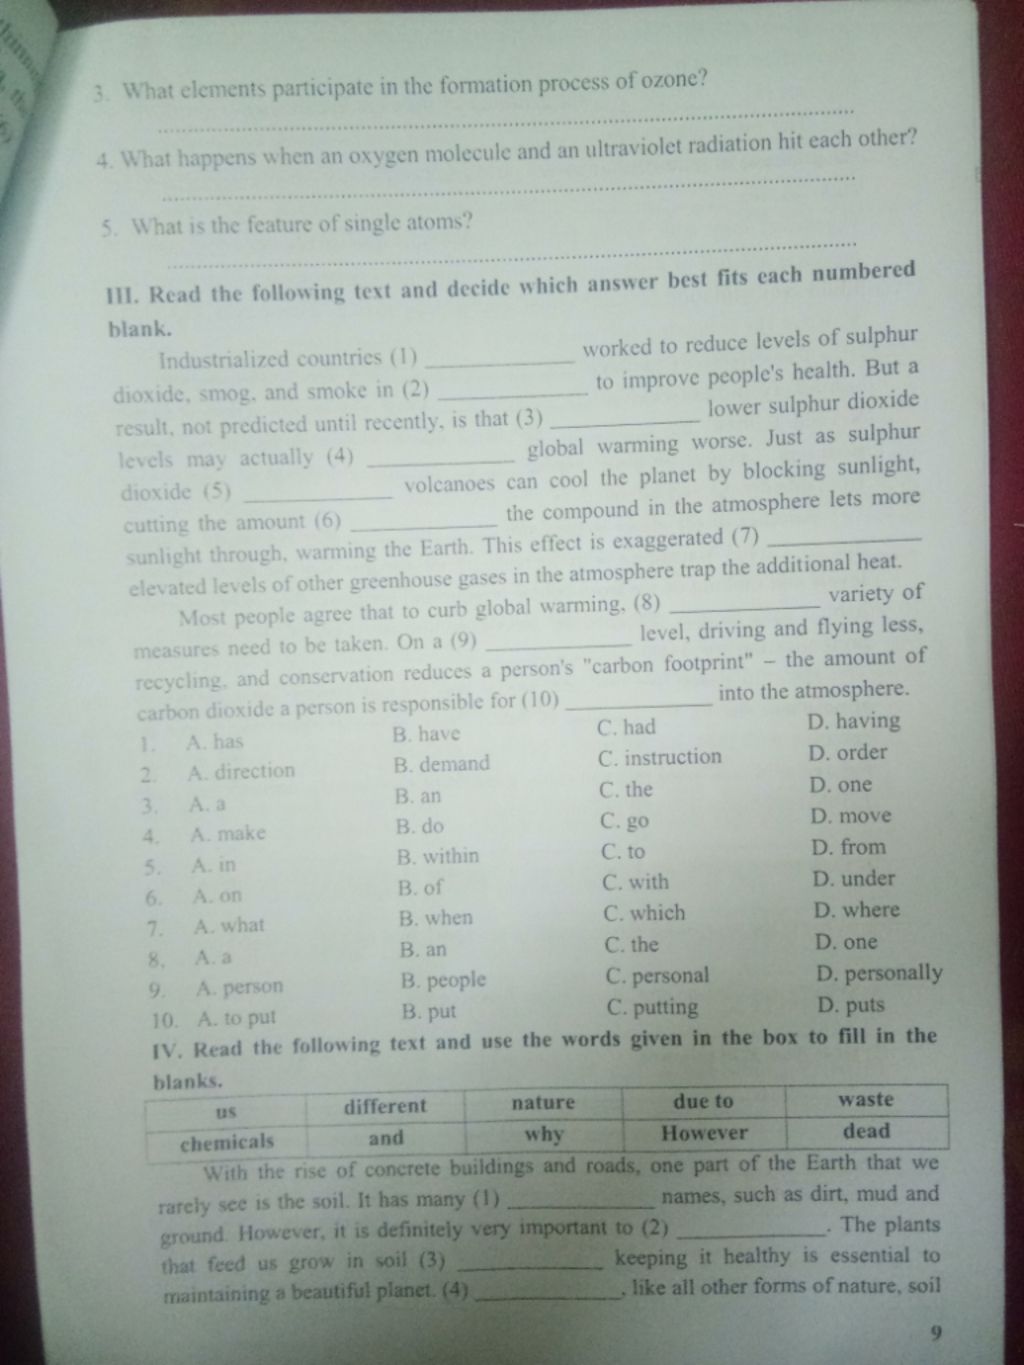 3. What elements participate in the formation process of ozone?
4. What happens when an oxygen molecule and an ultraviolet radiation hit each other?
5. What is the feature of single atoms?
III. Read the following text and decide which answer best fits each numbered
blank.
Industrialized countries (1) ____________ worked to reduce levels of sulphur
dioxide, smog, and smoke in (2) ____________ to improve people's health. But a
result, not predicted until recently, is that (3) ____________ lower sulphur dioxide
levels may actually (4) ____________ global warming worse. Just as sulphur
dioxide (5) ____________ volcanoes can cool the planet by blocking sunlight,
cutting the amount (6) ____________ the compound in the atmosphere lets more
sunlight through, warming the Earth. This effect is exaggerated (7) ____________
elevated levels of other greenhouse gases in the atmosphere trap the additional heat.
Most people agree that to curb global warming, (8) ____________ variety of
measures need to be taken. On a (9) ____________ level, driving and flying less,
recycling, and conservation reduces a person's "carbon footprint" – the amount of
carbon dioxide a person is responsible for (10) ____________ into the atmosphere.
1. A. has B. have C. had D. having
2. A. direction B. demand C. instruction D. order
3. A. a B. an C. the D. one
4. A. make B. do C. go D. move
5. A. in B. within C. to D. from
6. A. on B. of C. with D. under
7. A. what B. when C. which D. where
8. A. a B. an C. the D. one
9. A. person B. people C. personal D. personally
10. A. to put B. put C. putting D. puts
IV. Read the following text and use the words given in the box to fill in the
blanks.
us different nature due to waste
chemicals and why However dead
With the rise of concrete buildings and roads, one part of the Earth that we
rarely see is the soil. It has many (1) ____________ names, such as dirt, mud and
ground. However, it is definitely very important to (2) ____________. The plants
that feed us grow in soil (3) ____________ keeping it healthy is essential to
maintaining a beautiful planet. (4) ____________, like all other forms of nature, soil
9